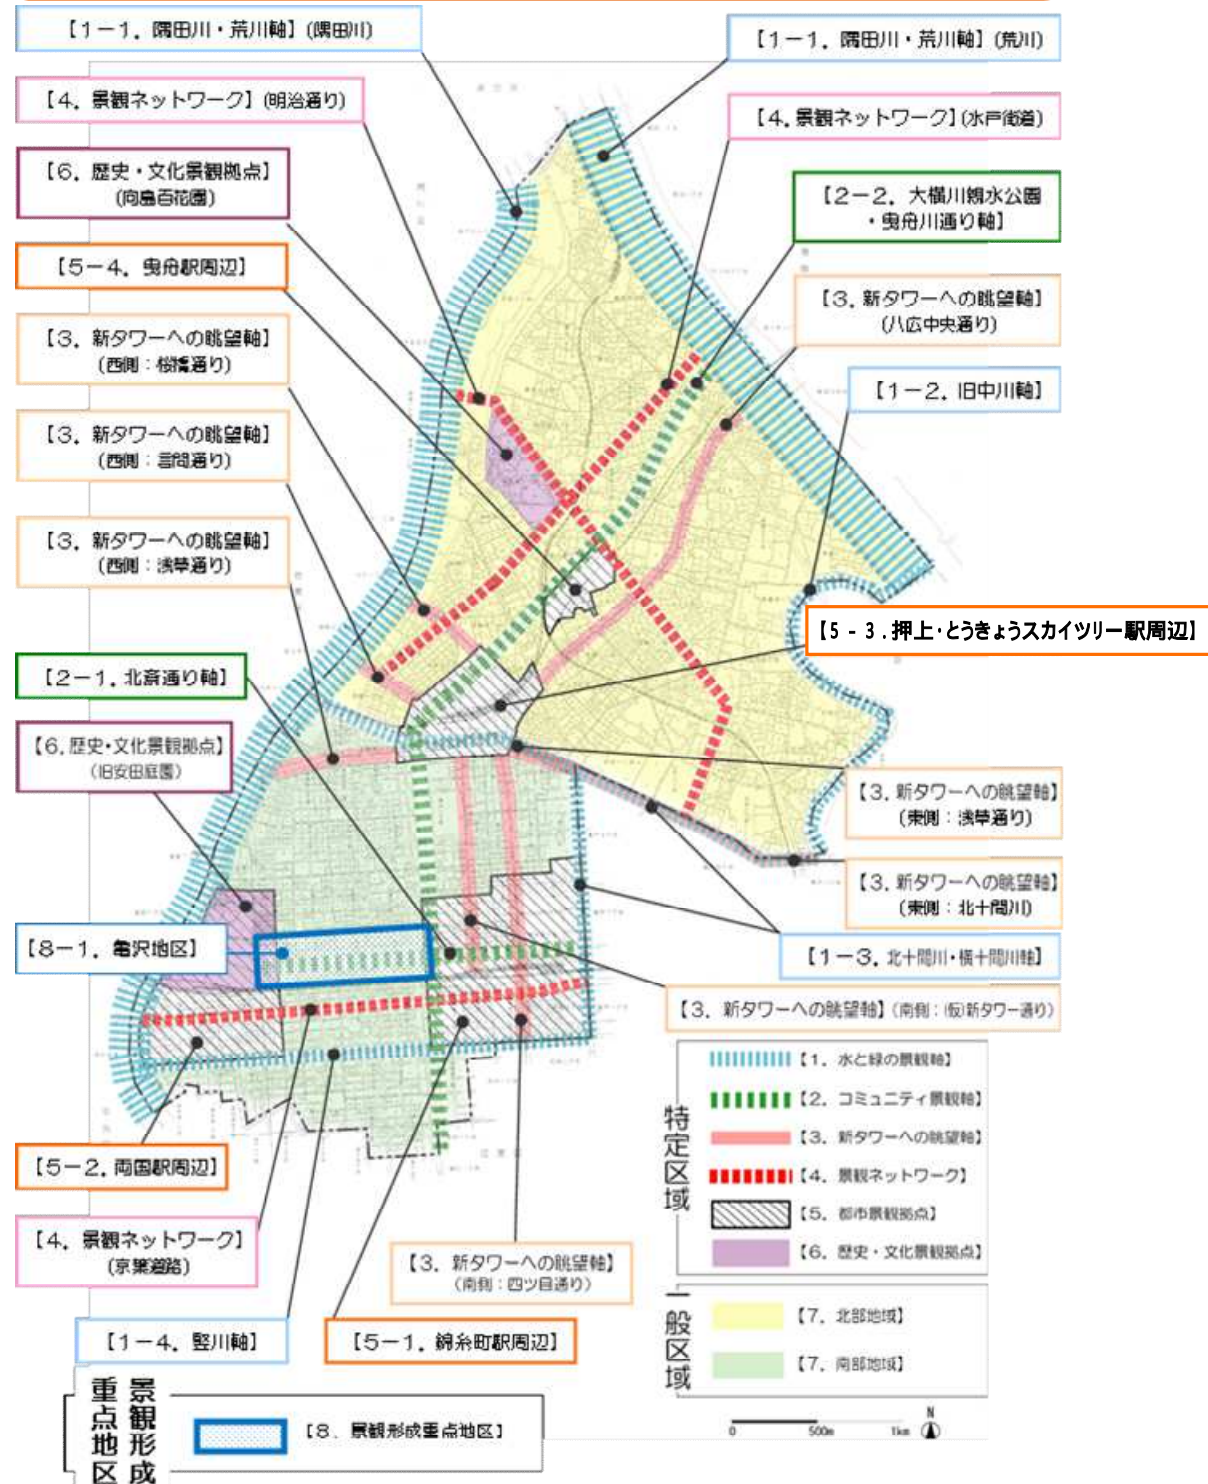 【1－1. 隅田川・荒川軸】(隅田川)
【1－1. 隅田川・荒川軸】(荒川)
【4. 景観ネットワーク】(明治通り)
【4. 景観ネットワーク】(水戸街道)
【6. 歴史・文化景観拠点】
(向島百花園)
【2－2. 大横川親水公園
・曳舟川通り軸】
【5－4. 曳舟駅周辺】
【3. 新タワーへの眺望軸】
(八広中央通り)
【3. 新タワーへの眺望軸】
(西側：桜橋通り)
【1－2. 旧中川軸】
【3. 新タワーへの眺望軸】
(西側：言問通り)
【3. 新タワーへの眺望軸】
(西側：浅草通り)
【5－3.押上・とうきょうスカイツリー駅周辺】
【2－1. 北斎通り軸】
【6. 歴史・文化景観拠点】
(旧安田庭園)
【3. 新タワーへの眺望軸】
(東側：浅草通り)
【3. 新タワーへの眺望軸】
(東側：北十間川)
【8－1. 亀沢地区】
【1－3. 北十間川・横十間川軸】
【3. 新タワーへの眺望軸】(南側：(仮)新タワー通り)
【5－2. 両国駅周辺】
【4. 景観ネットワーク】
(京葉道路)
【3. 新タワーへの眺望軸】
(南側：四ツ目通り)
【1－4. 竪川軸】
【5－1. 錦糸町駅周辺】
特定区域
【1. 水と緑の景観軸】
【2. コミュニティ景観軸】
【3. 新タワーへの眺望軸】
【4. 景観ネットワーク】
【5. 都市景観拠点】
【6. 歴史・文化景観拠点】
一般区域
【7. 北部地域】
【7. 南部地域】
景観形成
重点地区
【8. 景観形成重点地区】
0 500m 1km N